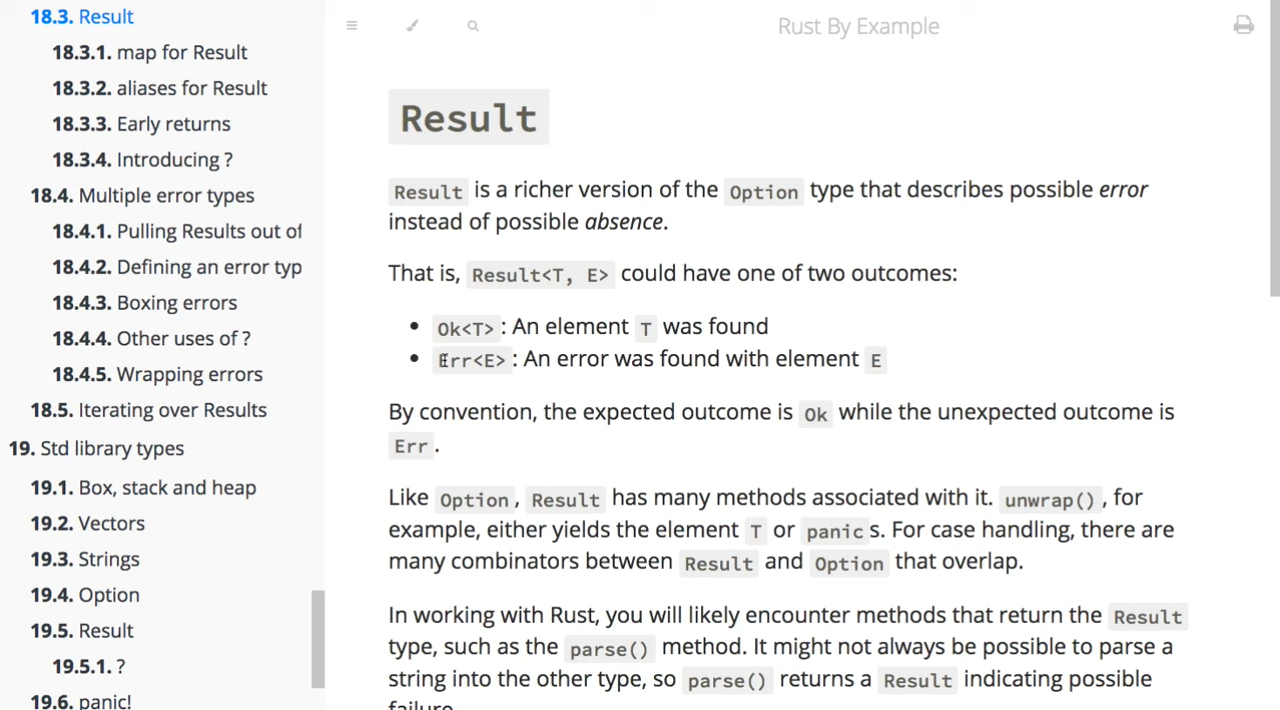 18.3. Result
18.3.1. map for Result
18.3.2. aliases for Result
18.3.3. Early returns
18.3.4. Introducing ?
18.4. Multiple error types
18.4.1. Pulling Results out of
18.4.2. Defining an error typ
18.4.3. Boxing errors
18.4.4. Other uses of ?
18.4.5. Wrapping errors
18.5. Iterating over Results
19. Std library types
19.1. Box, stack and heap
19.2. Vectors
19.3. Strings
19.4. Option
19.5. Result
19.5.1. ?
19.6. panic!
Rust By Example
Result
Result is a richer version of the Option type that describes possible error
instead of possible absence.
That is, Result<T, E> could have one of two outcomes:
• Ok<T>: An element T was found
• Err<E>: An error was found with element E
By convention, the expected outcome is Ok while the unexpected outcome is
Err.
Like Option, Result has many methods associated with it. unwrap(), for
example, either yields the element T or panics. For case handling, there are
many combinators between Result and Option that overlap.
In working with Rust, you will likely encounter methods that return the Result
type, such as the parse() method. It might not always be possible to parse a
string into the other type, so parse() returns a Result indicating possible
failure.